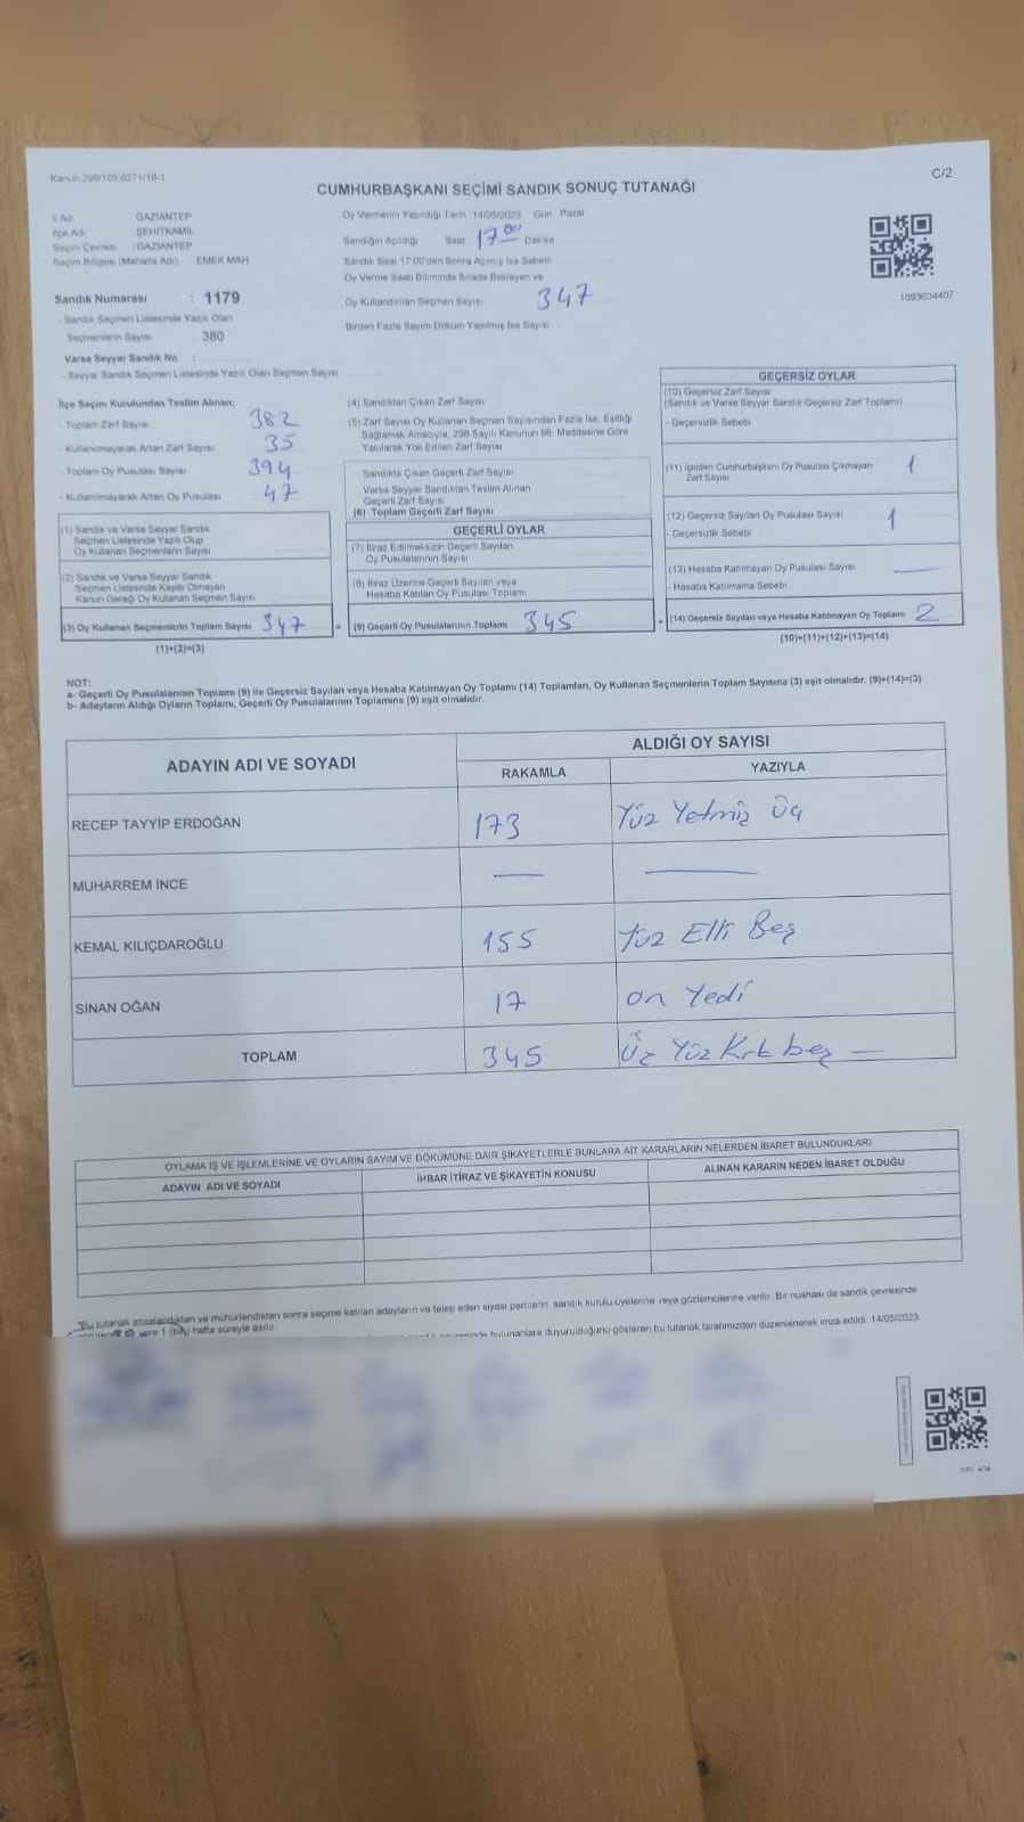 Kanun 298/105,6271/18-1
C/2
CUMHURBAŞKANI SEÇİMİ SANDIK SONUÇ TUTANAĞI
İl Adı GAZİANTEP
İlçe Adı ŞEHİTKAMİL
Seçim Çevresi GAZİANTEP
Seçim Bölgesi (Mahalle Adı) EMEK MAH
Sandık Numarası : 1179
- Sandık Seçmen Listesinde Yazılı Olan
Seçmenlerin Sayısı 380
Varsa Seyyar Sandık No :
- Seyyar Sandık Seçmen Listesinde Yazılı Olan Seçmen Sayısı
Oy Vermenin Yapıldığı Tarih 14/05/2023 Gün Pazar
Sandığın Açıldığı Saat 17 00 Dakika
Sandık Saat 17:00'den Sonra Açılmış İse Sebebi
Oy Verme Saati Bitiminde Sırada Bekleyen ve
Oy Kullandırılan Seçmen Sayısı 347
Birden Fazla Sayım Döküm Yapılmış İse Sayısı
1093634407
İlçe Seçim Kurulundan Teslim Alınan;
- Toplam Zarf Sayısı 382
- Kullanılmayarak Artan Zarf Sayısı 35
- Toplam Oy Pusulası Sayısı 394
- Kullanılmayarak Artan Oy Pusulası 47
(1) Sandık ve Varsa Seyyar Sandık
Seçmen Listesinde Yazılı Olup
Oy Kullanan Seçmenlerin Sayısı
(2) Sandık ve Varsa Seyyar Sandık
Seçmen Listesinde Kayıtlı Olmayan
Kanun Gereği Oy Kullanan Seçmen Sayısı
(3) Oy Kullanan Seçmenlerin Toplam Sayısı 347
(1)+(2)=(3)
(4) Sandıktan Çıkan Zarf Sayısı
(5) Zarf Sayısı Oy Kullanan Seçmen Sayısından Fazla İse, Eşitliği
Sağlamak Amacıyla, 298 Sayılı Kanunun 98. Maddesine Göre
Yakılarak Yok Edilen Zarf Sayısı
Sandıkta Çıkan Geçerli Zarf Sayısı
Varsa Seyyar Sandıktan Teslim Alınan
Geçerli Zarf Sayısı
(6) Toplam Geçerli Zarf Sayısı
GEÇERLİ OYLAR
(7) İtiraz Edilmeksizin Geçerli Sayılan
Oy Pusulalarının Sayısı
(8) İtiraz Üzerine Geçerli Sayılan veya
Hesaba Katılan Oy Pusulası Toplamı
= (9) Geçerli Oy Pusulalarının Toplamı 345
GEÇERSİZ OYLAR
(10) Geçersiz Zarf Sayısı
(Sandık ve Varsa Seyyar Sandık Geçersiz Zarf Toplamı)
- Geçersizlik Sebebi
(11) İçinden Cumhurbaşkanı Oy Pusulası Çıkmayan
Zarf Sayısı 1
(12) Geçersiz Sayılan Oy Pusulası Sayısı 1
- Geçersizlik Sebebi
(13) Hesaba Katılmayan Oy Pusulası Sayısı —
- Hesaba Katılmama Sebebi
+ (14) Geçersiz Sayılan veya Hesaba Katılmayan Oy Toplamı 2
(10)+(11)+(12)+(13)=(14)
NOT:
a- Geçerli Oy Pusulalarının Toplamı (9) ile Geçersiz Sayılan veya Hesaba Katılmayan Oy Toplamı (14) Toplamları, Oy Kullanan Seçmenlerin Toplam Sayısına (3) eşit olmalıdır. (9)+(14)=(3)
b- Adayların Aldığı Oyların Toplamı, Geçerli Oy Pusulalarının Toplamına (9) eşit olmalıdır.
ADAYIN ADI VE SOYADI
ALDIĞI OY SAYISI
RAKAMLA YAZIYLA
RECEP TAYYİP ERDOĞAN 173 Yüz Yetmiş Üç
MUHARREM İNCE — —
KEMAL KILIÇDAROĞLU 155 Yüz Elli Beş
SİNAN OĞAN 17 on Yedi
TOPLAM 345 Üç Yüz Kırk beş —
OYLAMA İŞ VE İŞLEMLERİNE VE OYLARIN SAYIM VE DÖKÜMÜNE DAİR ŞİKAYETLERLE BUNLARA AİT KARARLARIN NELERDEN İBARET BULUNDUKLARI
ADAYIN ADI VE SOYADI İHBAR İTİRAZ VE ŞİKAYETİN KONUSU ALINAN KARARIN NEDEN İBARET OLDUĞU
"Bu tutanak imzalandıktan ve mühürlendikten sonra seçime katılan adayların ve talep eden siyasi partilerin, sandık kurulu üyelerine veya gözlemcilerine verilir. Bir nüshası da sandık çevresinde
1 (bir) hafta süreyle asılır
bulunanlara duyurulduğunu gösteren bu tutanak tarafımızdan düzenlenerek imza edildi. 14/05/2023